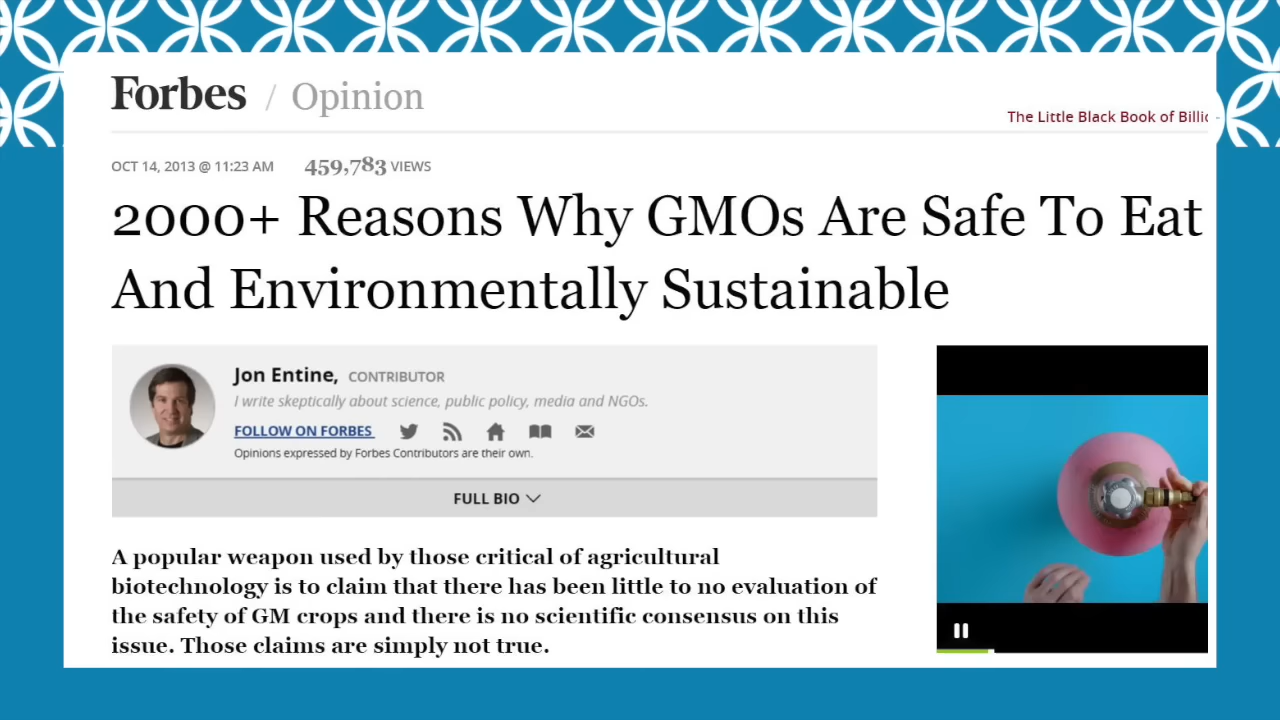 Forbes / Opinion
The Little Black Book of Billic
OCT 14, 2013 @ 11:23 AM 459,783 VIEWS
2000+ Reasons Why GMOs Are Safe To Eat
And Environmentally Sustainable
Jon Entine, CONTRIBUTOR
I write skeptically about science, public policy, media and NGOs.
FOLLOW ON FORBES
Opinions expressed by Forbes Contributors are their own.
FULL BIO
A popular weapon used by those critical of agricultural
biotechnology is to claim that there has been little to no evaluation of
the safety of GM crops and there is no scientific consensus on this
issue. Those claims are simply not true.